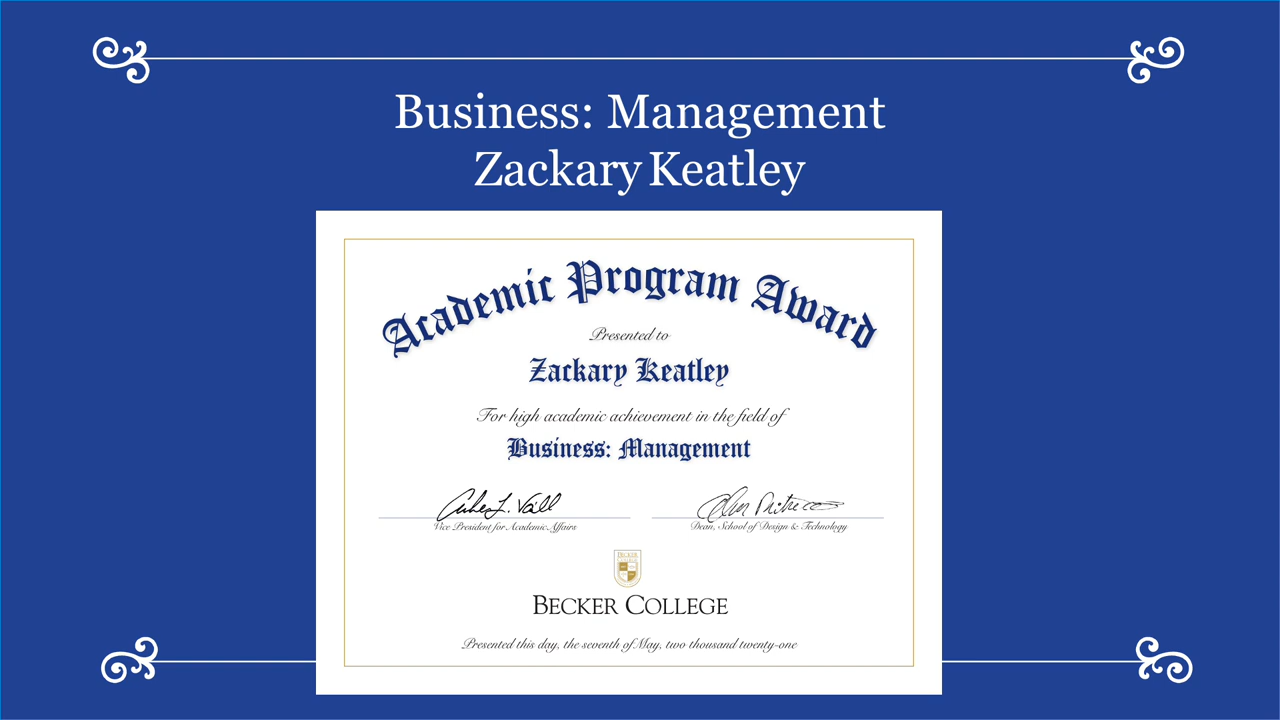 Business: Management
Zackary Keatley
Academic Program Award
Presented to
Zackary Keatley
For high academic achievement in the field of
Business: Management
Vice President for Academic Affairs
Dean, School of Design & Technology
BECKER COLLEGE
Presented this day, the seventh of May, two thousand twenty-one